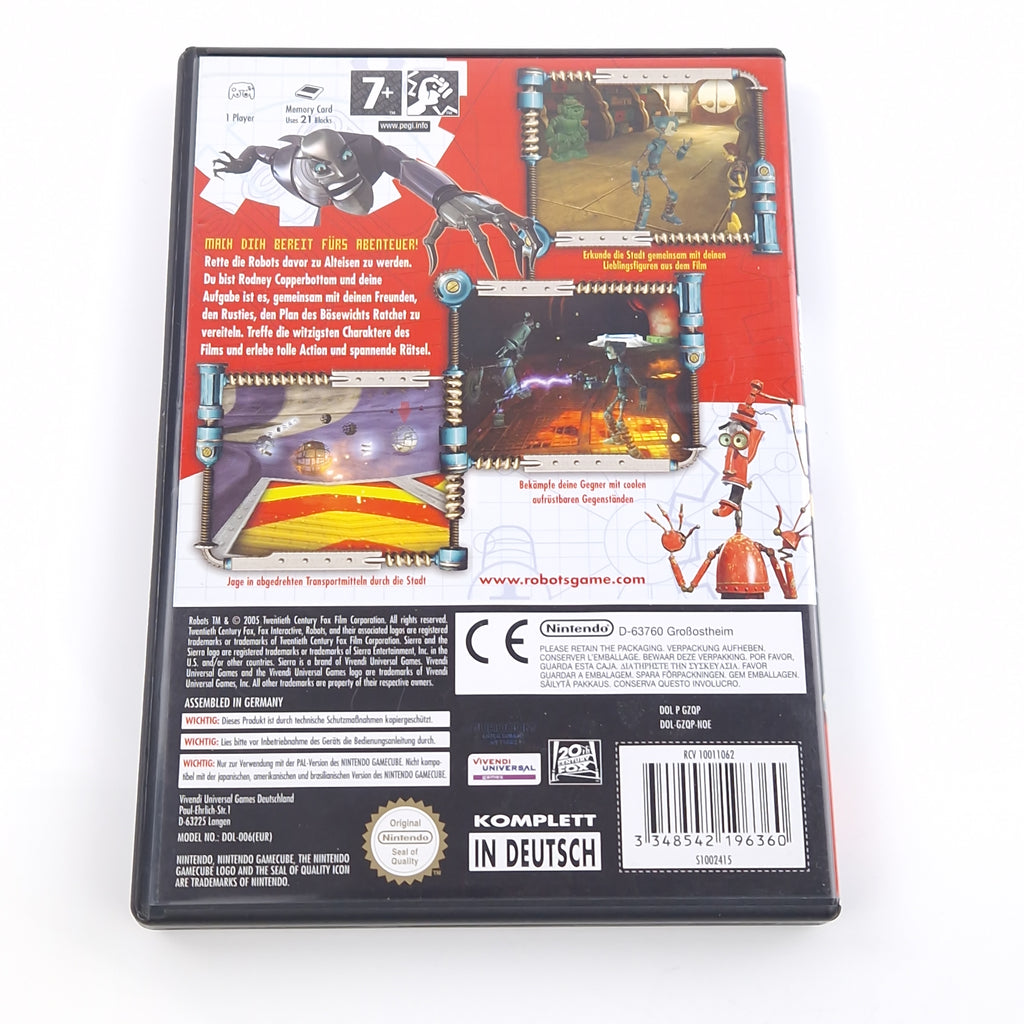 1 Player
Memory Card
Uses 21 Blocks
7+
™
www.pegi.info
MACH DICH BEREIT FÜRS ABENTEUER!
Rette die Robots davor zu Alteisen zu werden.
Du bist Rodney Copperbottom und deine
Aufgabe ist es, gemeinsam mit deinen Freunden,
den Rusties, den Plan des Bösewichts Ratchet zu
vereiteln. Treffe die witzigsten Charaktere des
Films und erlebe tolle Action und spannende Rätsel.
Erkunde die Stadt gemeinsam mit deinen
Lieblingsfiguren aus dem Film
Bekämpfe deine Gegner mit coolen
aufrüstbaren Gegenständen
Jage in abgedrehten Transportmitteln durch die Stadt
www.robotsgame.com
Robots TM & © 2005 Twentieth Century Fox Film Corporation. All rights reserved.
Twentieth Century Fox, Fox Interactive, Robots, and their associated logos are registered
trademarks or trademarks of Twentieth Century Fox Film Corporation. Sierra and the
Sierra logo are registered trademarks or trademarks of Sierra Entertainment, Inc. in the
U.S. and/or other countries. Sierra is a brand of Vivendi Universal Games. Vivendi
Universal Games and the Vivendi Universal Games logo are trademarks of Vivendi
Universal Games, Inc. All other trademarks are property of their respective owners.
CE
Nintendo D-63760 Großostheim
PLEASE RETAIN THE PACKAGING. VERPACKUNG AUFHEBEN.
CONSERVER L'EMBALLAGE. BEWAAR DEZE VERPAKKING. POR FAVOR,
GUARDA ESTA CAJA. ΔΙΑΤΗΡΗΣΤΕ ΤΗ ΣΥΣΚΕΥΑΣΙΑ. FAVOR
GUARDAR A EMBALAGEM. SPARA FÖRPACKNINGEN. GEM EMBALLAGEN.
SÄILYTÄ PAKKAUS. CONSERVA QUESTO INVOLUCRO.
ASSEMBLED IN GERMANY
WICHTIG: Dieses Produkt ist durch technische Schutzmaßnahmen kopiergeschützt.
WICHTIG: Lies bitte vor Inbetriebnahme des Geräts die Bedienungsanleitung durch.
WICHTIG: Nur zur Verwendung mit der PAL-Version des NINTENDO GAMECUBE. Nicht kompa-
tibel mit der japanischen, amerikanischen und brasilianischen Version des NINTENDO GAMECUBE.
Vivendi Universal Games Deutschland
Paul-Ehrlich-Str.1
D-63225 Langen
MODEL NO.: DOL-006(EUR)
NINTENDO, NINTENDO GAMECUBE, THE NINTENDO
GAMECUBE LOGO AND THE SEAL OF QUALITY ICON
ARE TRADEMARKS OF NINTENDO.
Original
Nintendo
Seal of
Quality
TM
VIVENDI
UNIVERSAL
games
20TH
CENTURY
FOX
KOMPLETT
IN DEUTSCH
DOL P GZQP
DOL-GZQP-NOE
RCV 10011062
3 348542 196360
S1002415